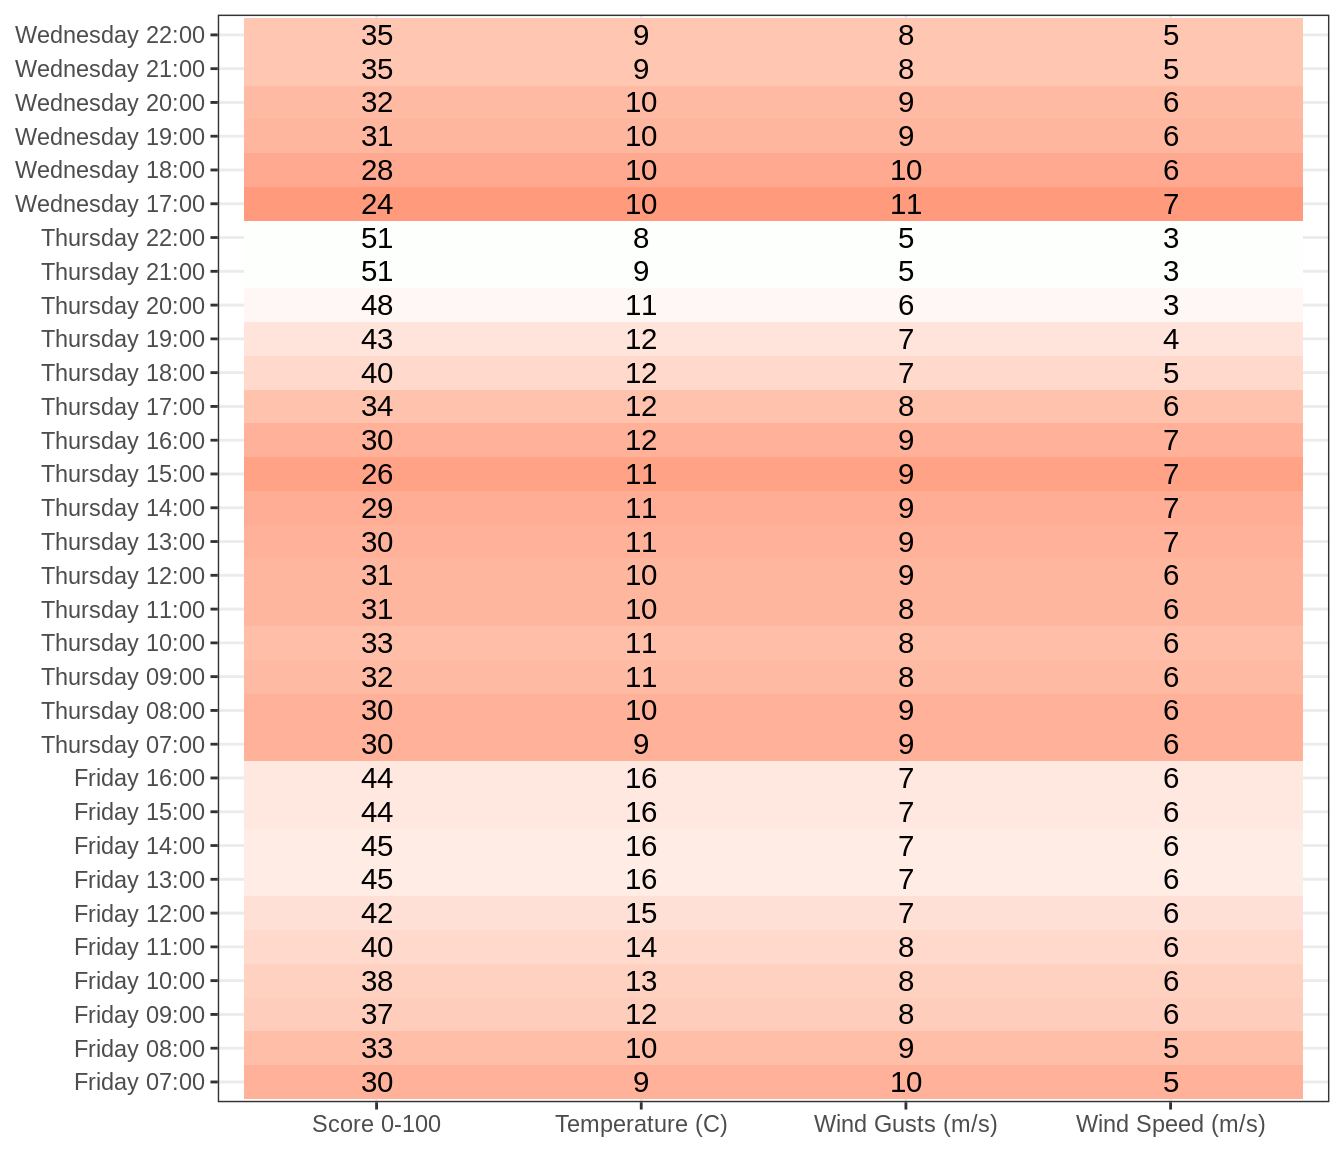 Wednesday 22:00 35 9 8 5
Wednesday 21:00 35 9 8 5
Wednesday 20:00 32 10 9 6
Wednesday 19:00 31 10 9 6
Wednesday 18:00 28 10 10 6
Wednesday 17:00 24 10 11 7
Thursday 22:00 51 8 5 3
Thursday 21:00 51 9 5 3
Thursday 20:00 48 11 6 3
Thursday 19:00 43 12 7 4
Thursday 18:00 40 12 7 5
Thursday 17:00 34 12 8 6
Thursday 16:00 30 12 9 7
Thursday 15:00 26 11 9 7
Thursday 14:00 29 11 9 7
Thursday 13:00 30 11 9 7
Thursday 12:00 31 10 9 6
Thursday 11:00 31 10 8 6
Thursday 10:00 33 11 8 6
Thursday 09:00 32 11 8 6
Thursday 08:00 30 10 9 6
Thursday 07:00 30 9 9 6
Friday 16:00 44 16 7 6
Friday 15:00 44 16 7 6
Friday 14:00 45 16 7 6
Friday 13:00 45 16 7 6
Friday 12:00 42 15 7 6
Friday 11:00 40 14 8 6
Friday 10:00 38 13 8 6
Friday 09:00 37 12 8 6
Friday 08:00 33 10 9 5
Friday 07:00 30 9 10 5
Score 0-100 Temperature (C) Wind Gusts (m/s) Wind Speed (m/s)